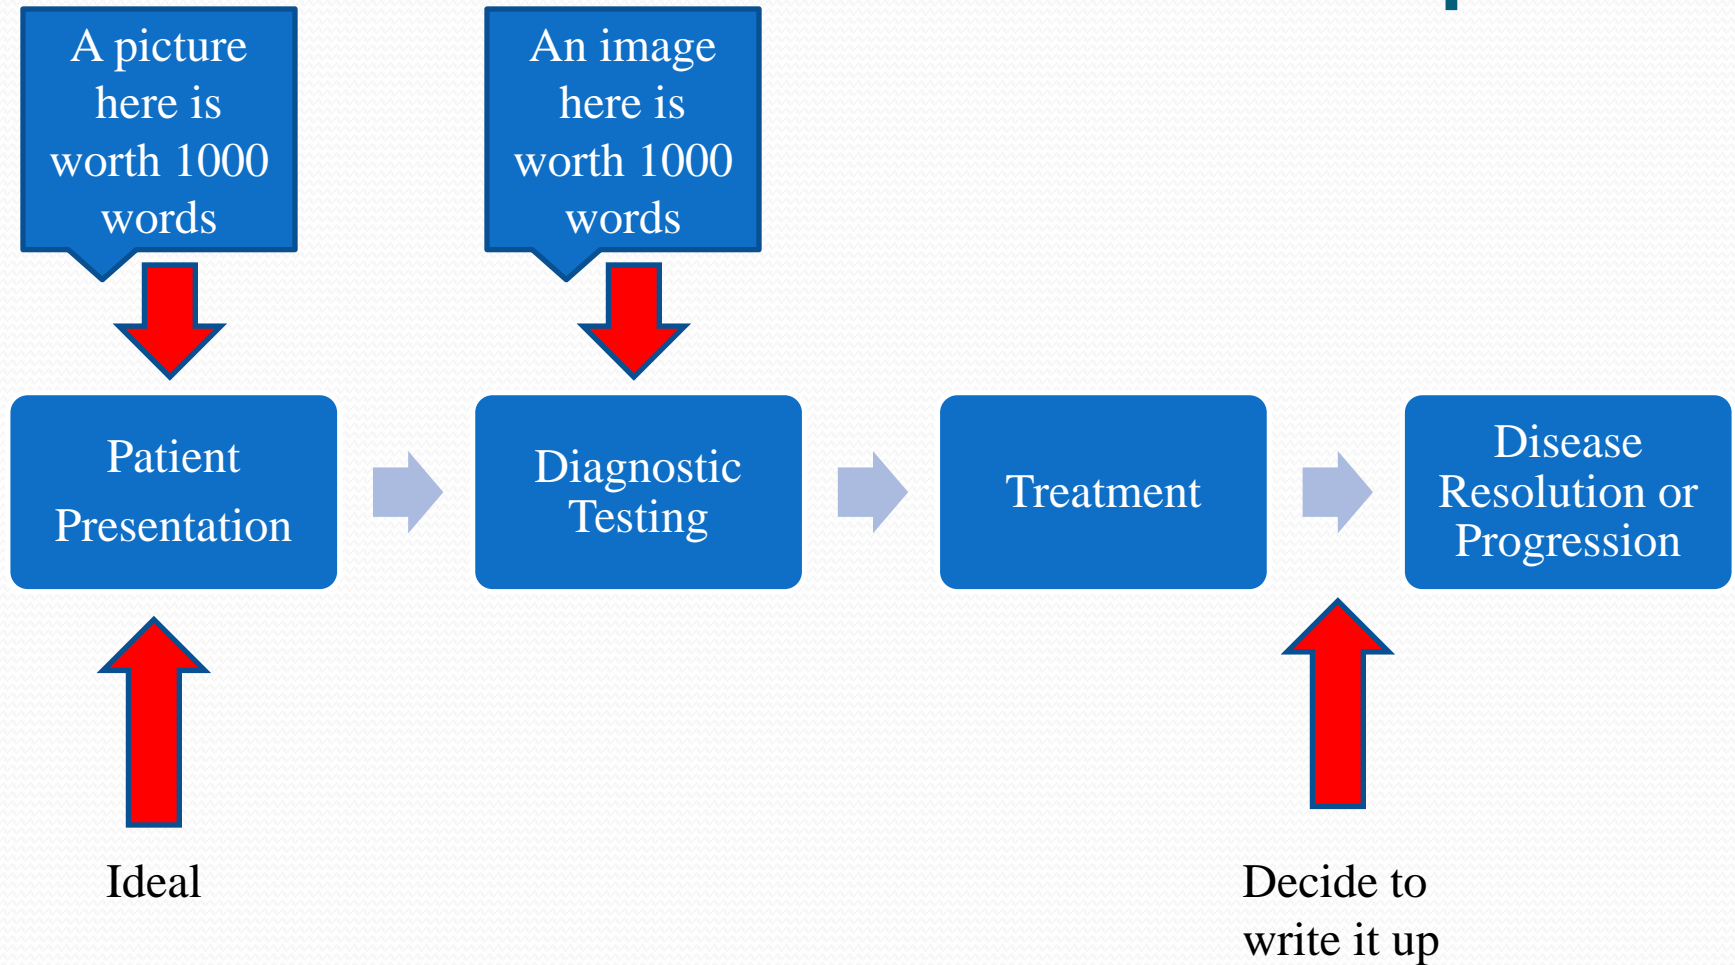 A picture
here is
worth 1000
words
An image
here is
worth 1000
words
Patient
Presentation
Diagnostic
Testing
Treatment
Disease
Resolution or
Progression
Ideal
Decide to
write it up